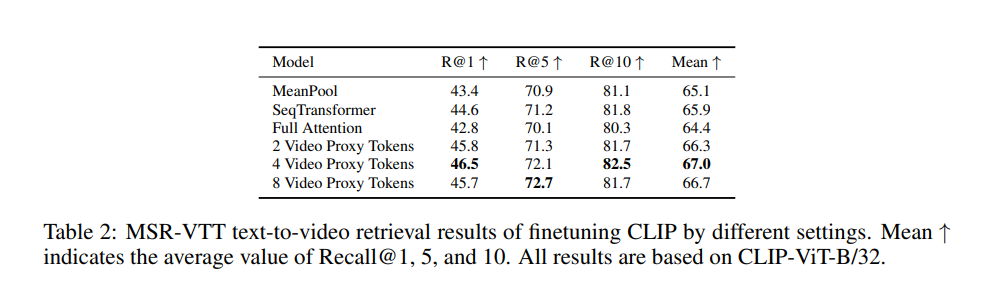 Model R@1 ↑ R@5 ↑ R@10 ↑ Mean ↑
MeanPool 43.4 70.9 81.1 65.1
SeqTransformer 44.6 71.2 81.8 65.9
Full Attention 42.8 70.1 80.3 64.4
2 Video Proxy Tokens 45.8 71.3 81.7 66.3
4 Video Proxy Tokens 46.5 72.1 82.5 67.0
8 Video Proxy Tokens 45.7 72.7 81.7 66.7
Table 2: MSR-VTT text-to-video retrieval results of finetuning CLIP by different settings. Mean ↑
indicates the average value of Recall@1, 5, and 10. All results are based on CLIP-ViT-B/32.